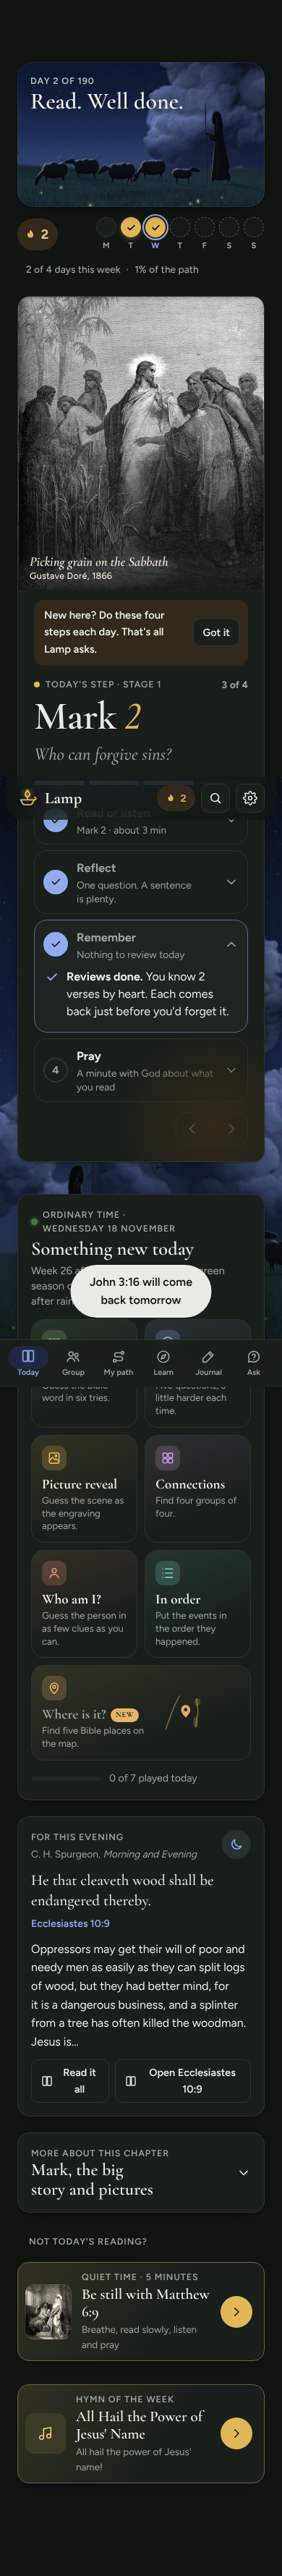 DAY 2 OF 190
Read. Well done.
2
M T W T F S S
2 of 4 days this week · 1% of the path
Picking grain on the Sabbath
Gustave Doré, 1866
New here? Do these four
steps each day. That's all
Lamp asks.
Got it
TODAY'S STEP · STAGE 1
3 of 4
Mark 2
Who can forgive sins?
Lamp
2
Read or listen
Mark 2 · about 3 min
Reflect
One question. A sentence
is plenty.
Remember
Nothing to review today
Reviews done. You know 2
verses by heart. Each comes
back just before you'd forget it.
4
Pray
A minute with God about what
you read
ORDINARY TIME ·
WEDNESDAY 18 NOVEMBER
Something new today
Week 26
season
after
John 3:16 will come
back tomorrow
Today
Group
My path
Learn
Journal
Ask
word in six tries.
little harder each
time.
Picture reveal
Guess the scene as
the engraving
appears.
Connections
Find four groups of
four.
Who am I?
Guess the person in
as few clues as you
can.
In order
Put the events in
the order they
happened.
Where is it? NEW
Find five Bible places on
the map.
0 of 7 played today
FOR THIS EVENING
C. H. Spurgeon, Morning and Evening
He that cleaveth wood shall be
endangered thereby.
Ecclesiastes 10:9
Oppressors may get their will of poor and
needy men as easily as they can split logs
of wood, but they had better mind, for
it is a dangerous business, and a splinter
from a tree has often killed the woodman.
Jesus is…
Read it
all
Open Ecclesiastes
10:9
MORE ABOUT THIS CHAPTER
Mark, the big
story and pictures
NOT TODAY'S READING?
QUIET TIME · 5 MINUTES
Be still with Matthew
6:9
Breathe, read slowly, listen
and pray
HYMN OF THE WEEK
All Hail the Power of
Jesus' Name
All hail the power of Jesus'
name!